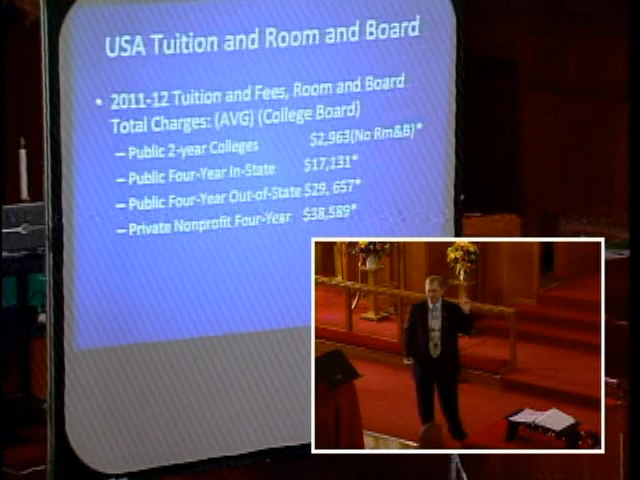 USA Tuition and Room and Board
• 2011-12 Tuition and Fees, Room and Board
Total Charges: (AVG) (College Board)
– Public 2-year Colleges $2,963(No Rm&B)*
– Public Four-Year In-State $17,131*
– Public Four-Year Out-of-State $29, 657*
– Private Nonprofit Four-Year $38,589*